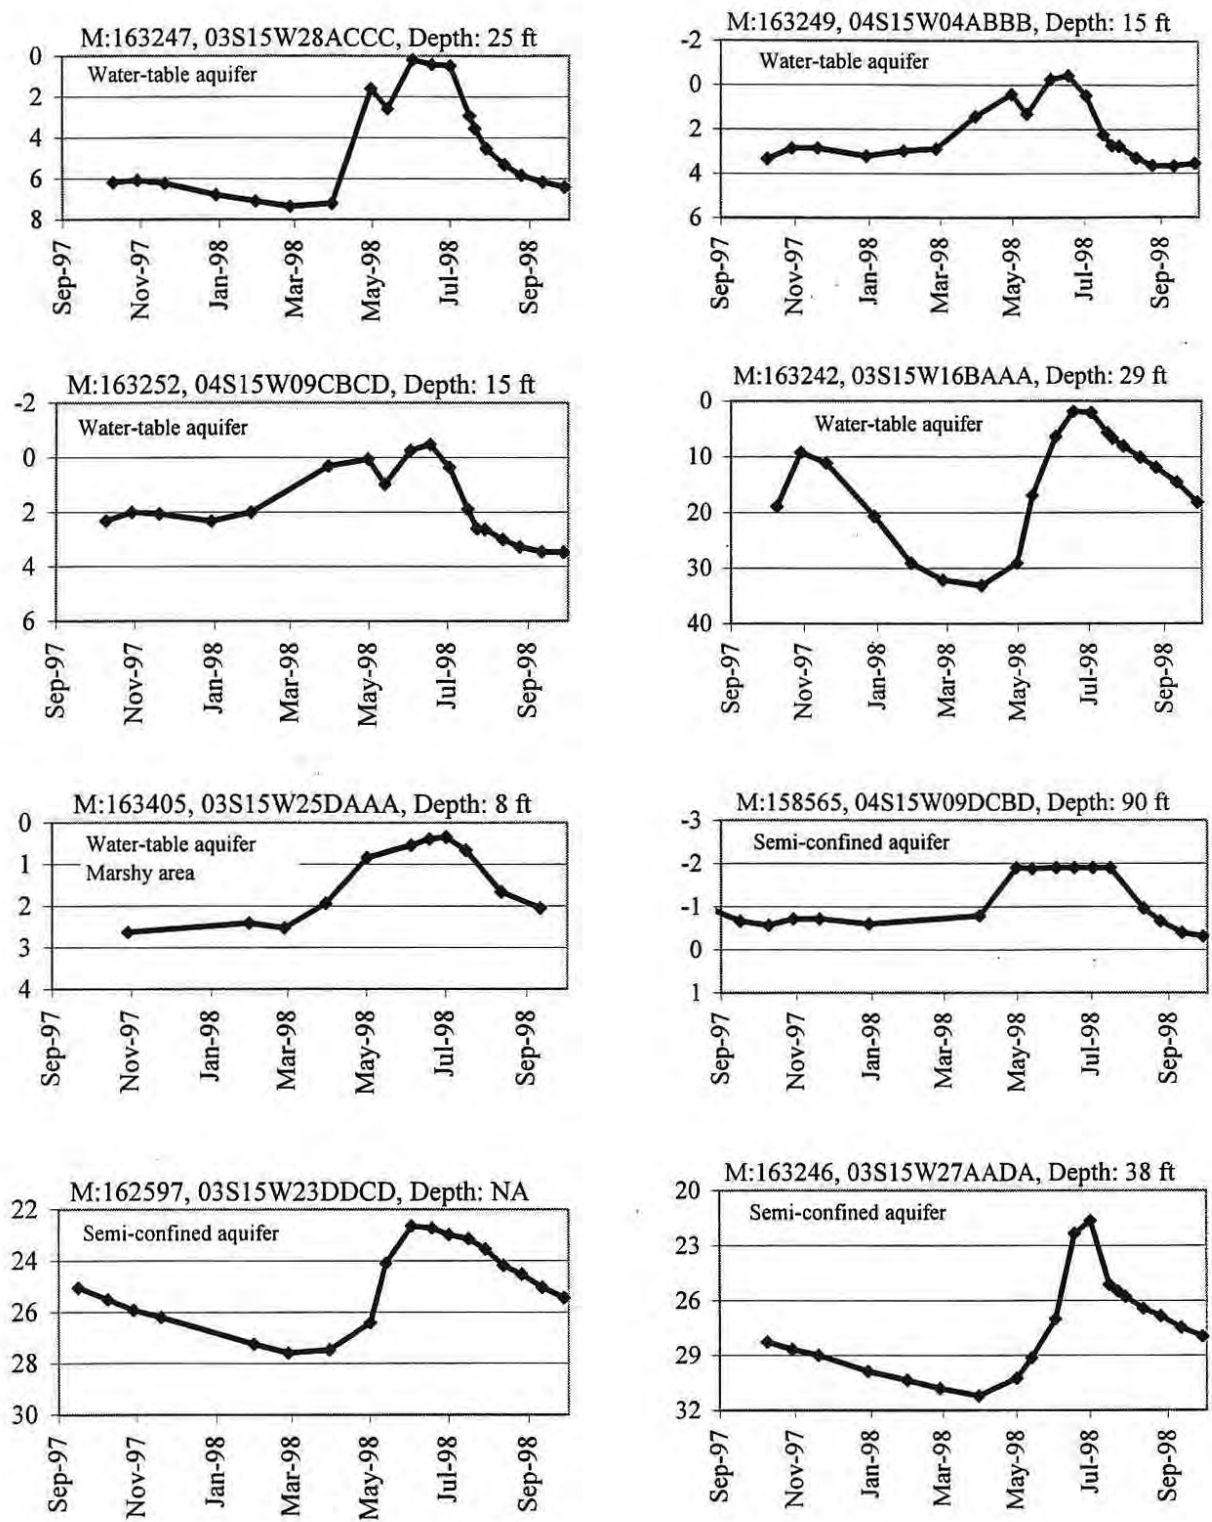 M:163247, 03S15W28ACCC, Depth: 25 ft
Water-table aquifer
0
2
4
6
8
Sep-97
Nov-97
Jan-98
Mar-98
May-98
Jul-98
Sep-98
M:163249, 04S15W04ABBB, Depth: 15 ft
Water-table aquifer
-2
0
2
4
6
Sep-97
Nov-97
Jan-98
Mar-98
May-98
Jul-98
Sep-98
M:163252, 04S15W09CBCD, Depth: 15 ft
Water-table aquifer
-2
0
2
4
6
Sep-97
Nov-97
Jan-98
Mar-98
May-98
Jul-98
Sep-98
M:163242, 03S15W16BAAA, Depth: 29 ft
Water-table aquifer
0
10
20
30
40
Sep-97
Nov-97
Jan-98
Mar-98
May-98
Jul-98
Sep-98
M:163405, 03S15W25DAAA, Depth: 8 ft
Water-table aquifer
Marshy area
0
1
2
3
4
Sep-97
Nov-97
Jan-98
Mar-98
May-98
Jul-98
Sep-98
M:158565, 04S15W09DCBD, Depth: 90 ft
Semi-confined aquifer
-3
-2
-1
0
1
Sep-97
Nov-97
Jan-98
Mar-98
May-98
Jul-98
Sep-98
M:162597, 03S15W23DDCD, Depth: NA
Semi-confined aquifer
22
24
26
28
30
Sep-97
Nov-97
Jan-98
Mar-98
May-98
Jul-98
Sep-98
M:163246, 03S15W27AADA, Depth: 38 ft
Semi-confined aquifer
20
23
26
29
32
Sep-97
Nov-97
Jan-98
Mar-98
May-98
Jul-98
Sep-98